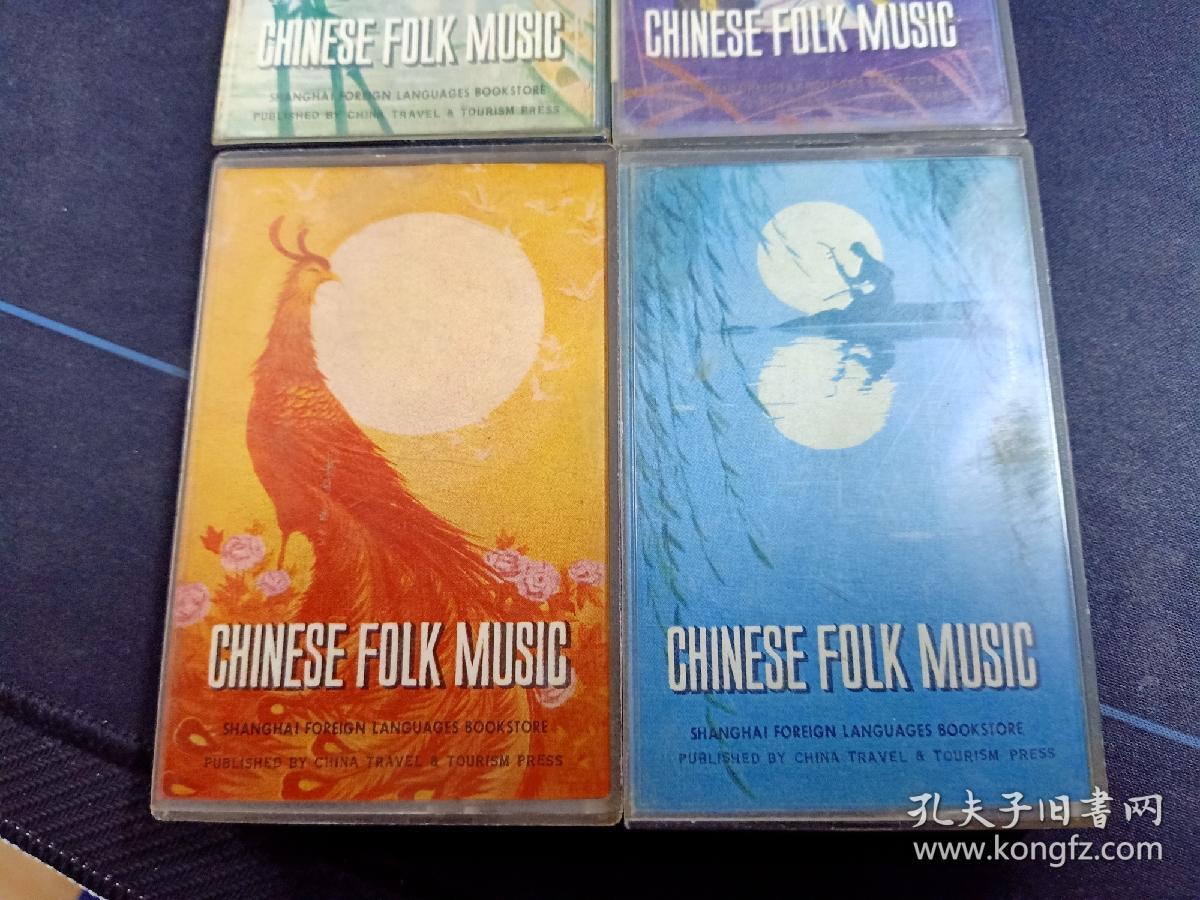 CHINESE FOLK MUSIC
SHANGHAI FOREIGN LANGUAGES BOOKSTORE
PUBLISHED BY CHINA TRAVEL & TOURISM PRESS
CHINESE FOLK MUSIC
CHINESE FOLK MUSIC
SHANGHAI FOREIGN LANGUAGES BOOKSTORE
PUBLISHED BY CHINA TRAVEL & TOURISM PRESS
CHINESE FOLK MUSIC
SHANGHAI FOREIGN LANGUAGES BOOKSTORE
PUBLISHED BY CHINA TRAVEL & TOURISM PRESS
孔夫子旧书网
www.kongfz.com